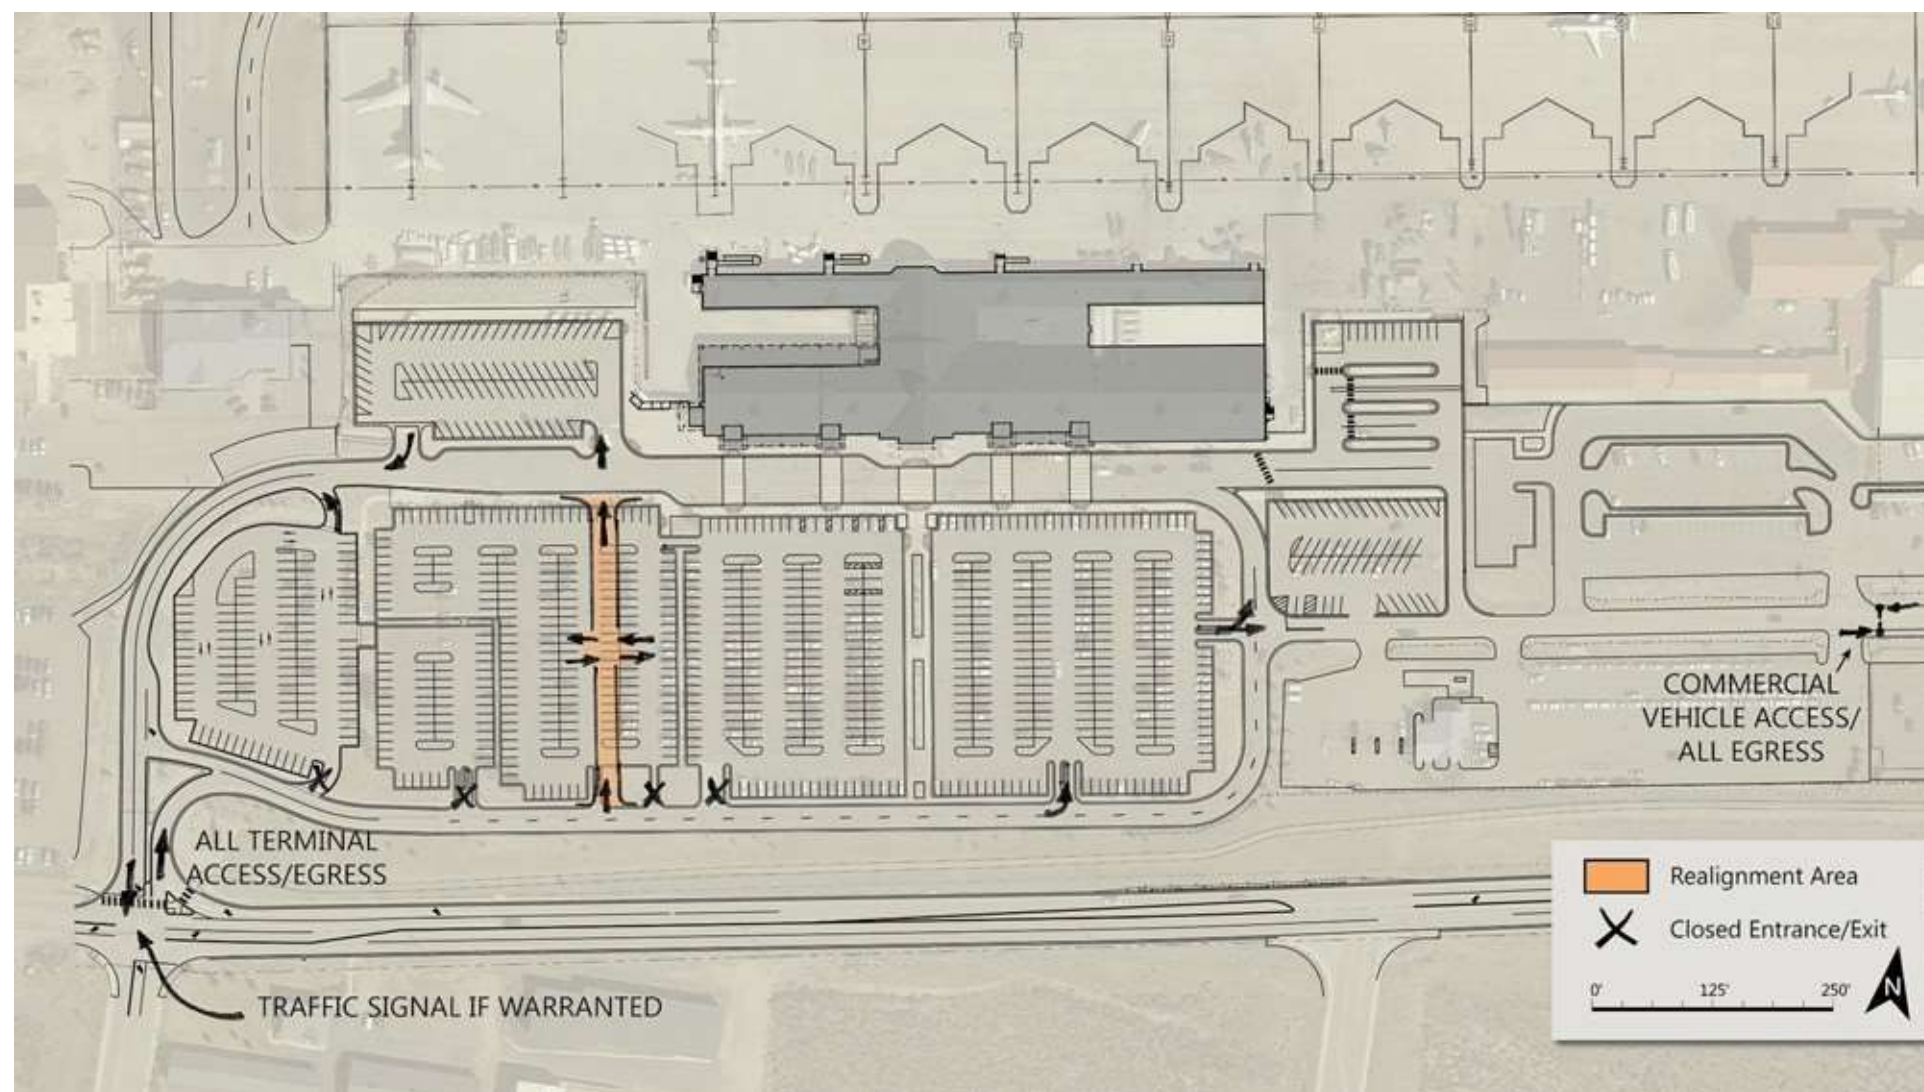 COMMERCIAL
VEHICLE ACCESS/
ALL EGRESS
ALL TERMINAL
ACCESS/EGRESS
TRAFFIC SIGNAL IF WARRANTED
Realignment Area
Closed Entrance/Exit
0' 125' 250'
N